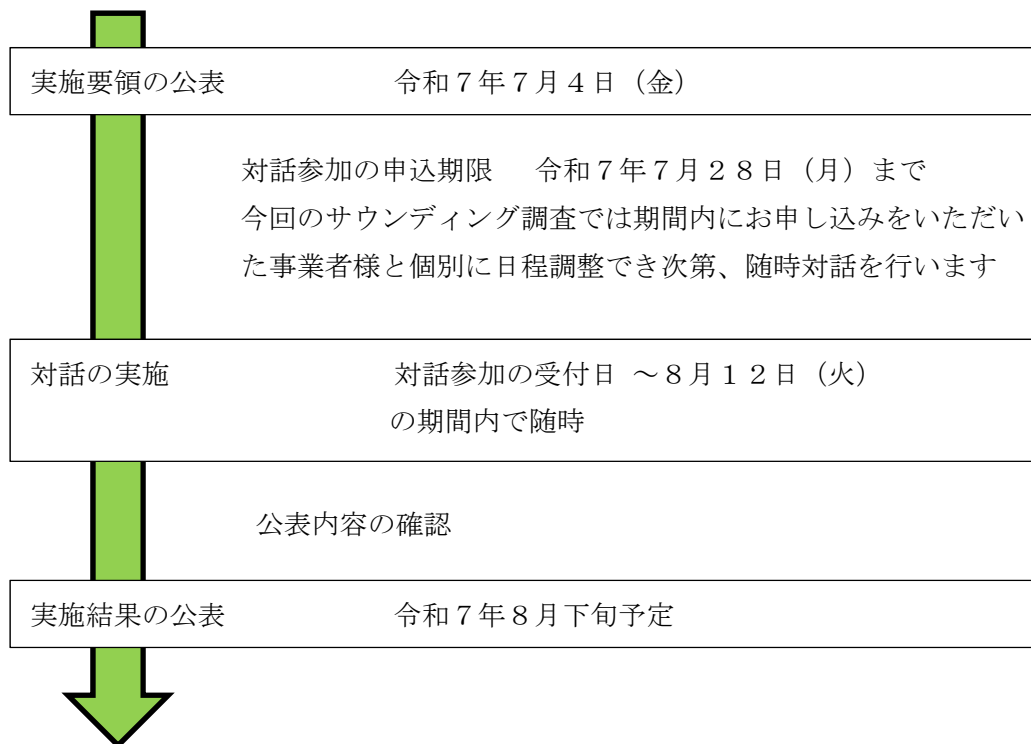 実施要領の公表　令和７年７月４日（金）
対話参加の申込期限　令和７年７月２８日（月）まで
今回のサウンディング調査では期間内にお申し込みをいただい
た事業者様と個別に日程調整でき次第、随時対話を行います
対話の実施　対話参加の受付日 ～８月１２日（火）
の期間内で随時
公表内容の確認
実施結果の公表　令和７年８月下旬予定